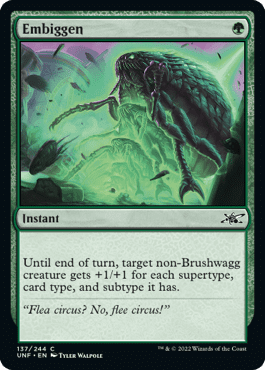 Embiggen
Instant
Until end of turn, target non-Brushwagg
creature gets +1/+1 for each supertype,
card type, and subtype it has.
"Flea circus? No, flee circus!"
137/244 C
UNF • EN Tyler Walpole
™ & © 2022 Wizards of the Coast